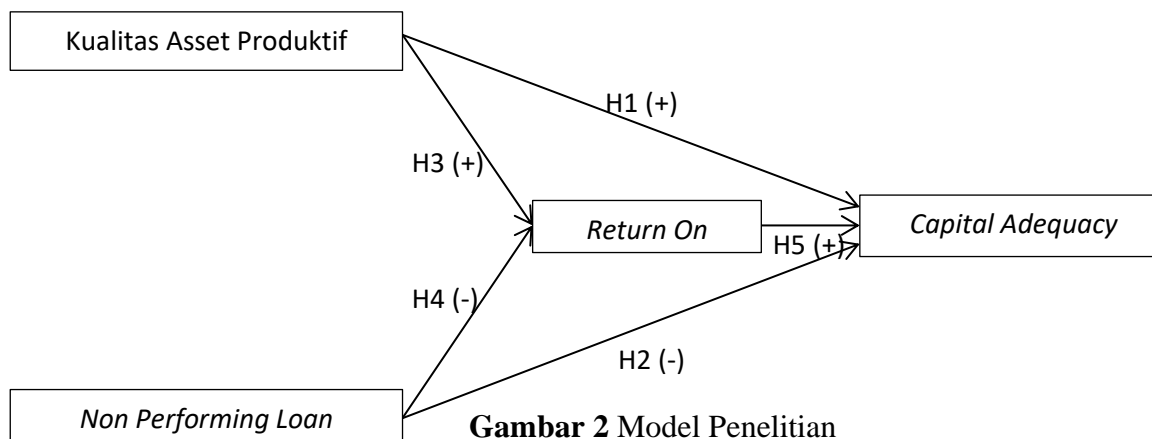 Kualitas Asset Produktif
H1 (+)
H3 (+)
Return On
Capital Adequacy
H5 (+)
H4 (-)
H2 (-)
Non Performing Loan
Gambar 2 Model Penelitian